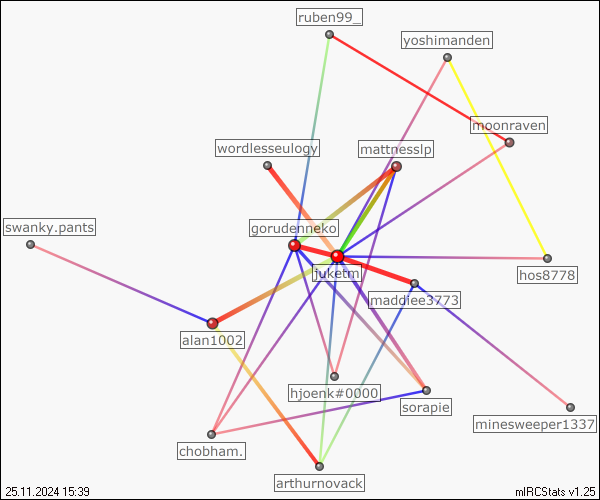 ruben99_
yoshimanden
moonraven
wordlesseulogy
mattnesslp
swanky.pants
gorudenneko
juketm
hos8778
maddiee3773
alan1002
hjoenk#0000
sorapie
minesweeper1337
chobham.
arthurnovack
25.11.2024 15:39
mIRCStats v1.25